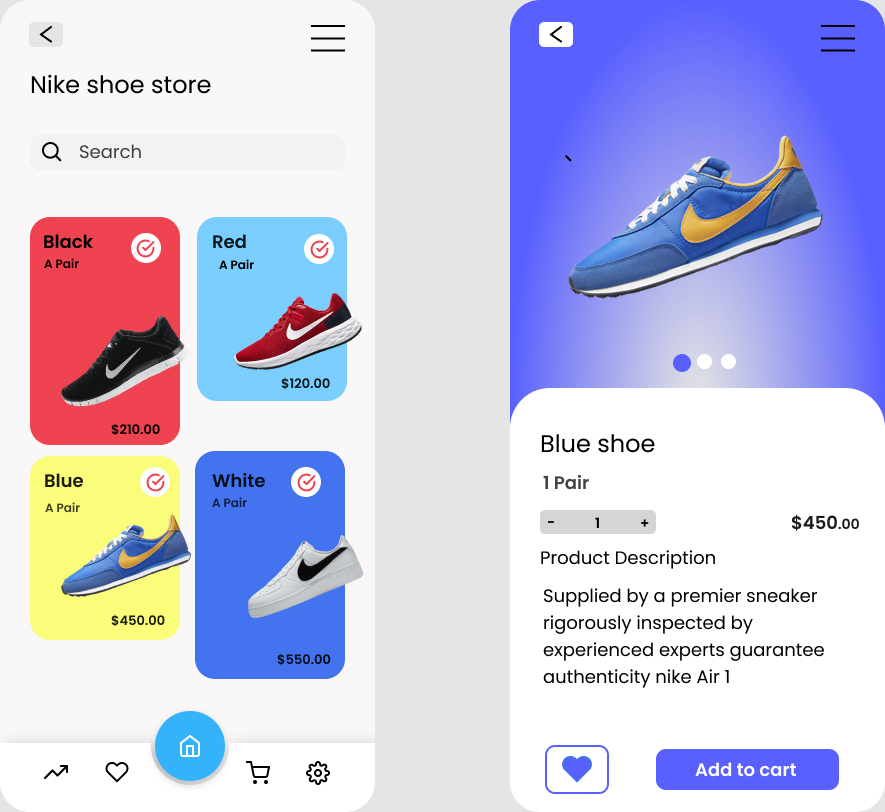 Nike shoe store
Search
Black
A Pair
$210.00
Red
A Pair
$120.00
Blue
A Pair
$450.00
White
A Pair
$550.00
Blue shoe
1 Pair
- 1 +
$450.00
Product Description
Supplied by a premier sneaker
rigorously inspected by
experienced experts guarantee
authenticity nike Air 1
Add to cart